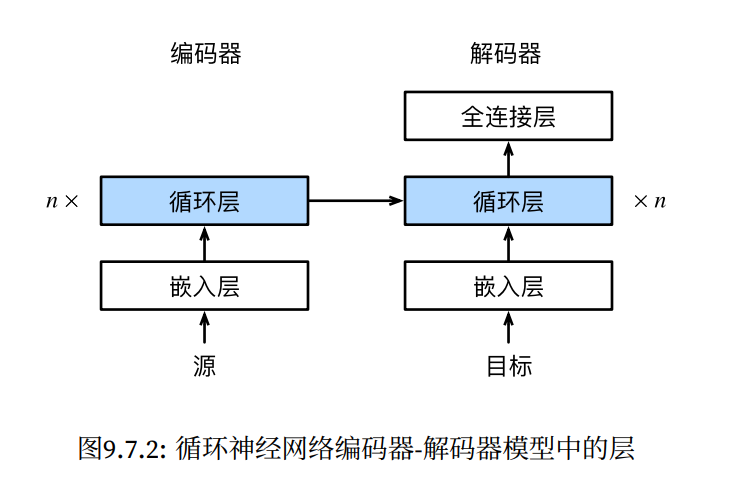 编码器
解码器
全连接层
n ×
循环层
循环层
× n
嵌入层
嵌入层
源
目标
图9.7.2: 循环神经网络编码器-解码器模型中的层